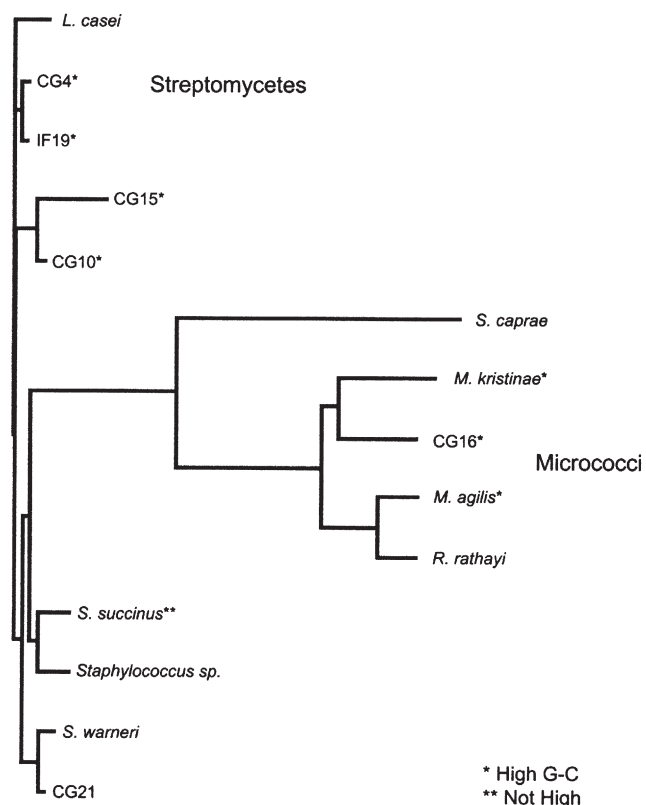 L. casei
CG4*
Streptomycetes
IF19*
CG15*
CG10*
S. caprae
M. kristinae*
CG16*
Micrococci
M. agilis*
R. rathayi
S. succinus**
Staphylococcus sp.
S. warneri
* High G-C
CG21
** Not High